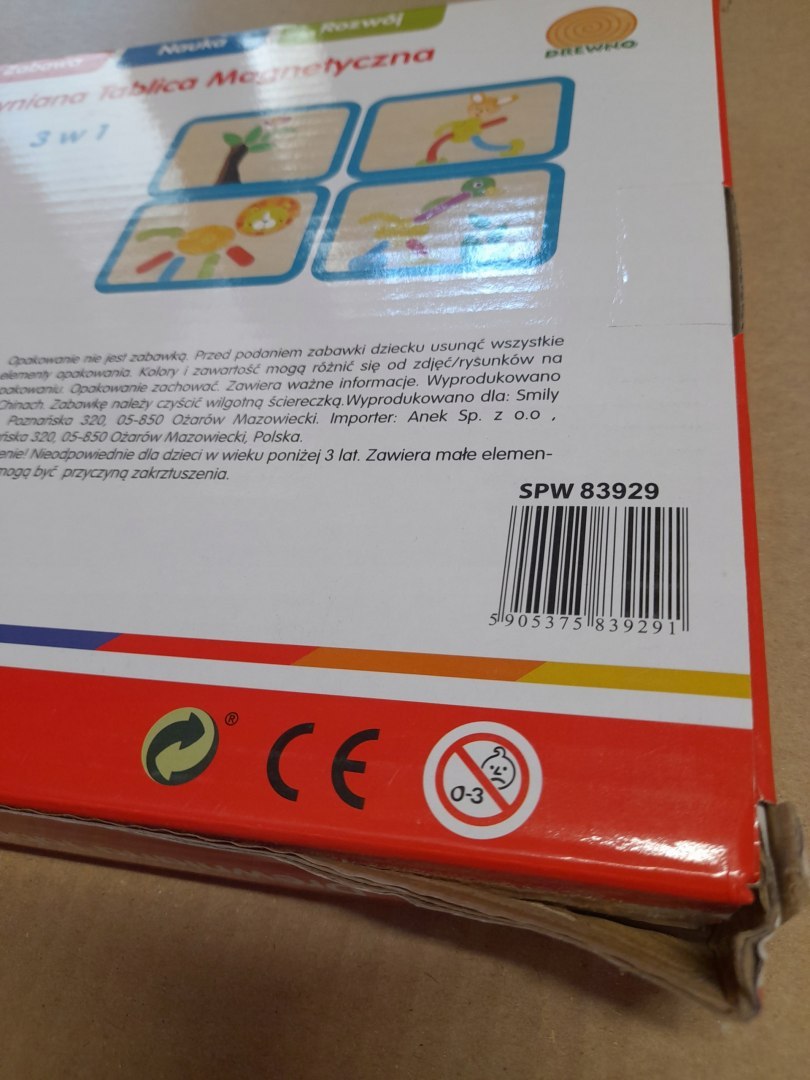 Zabawa Nauka Rozwój
DREWNO
Tablica Magnetyczna
3 w 1
Opakowanie nie jest zabawką. Przed podaniem zabawki dziecku usunąć wszystkie
elementy opakowania. Kolory i zawartość mogą różnić się od zdjęć/rysunków na
opakowaniu. Opakowanie zachować. Zawiera ważne informacje. Wyprodukowano
Chinach. Zabawkę należy czyścić wilgotną ściereczką.Wyprodukowano dla: Smily
Poznańska 320, 05-850 Ożarów Mazowiecki. Importer: Anek Sp. z o.o ,
ńska 320, 05-850 Ożarów Mazowiecki, Polska.
enie! Nieodpowiednie dla dzieci w wieku poniżej 3 lat. Zawiera małe elemen-
mogą być przyczyną zakrztuszenia.
SPW 83929
5 905375 839291
® CE 0-3